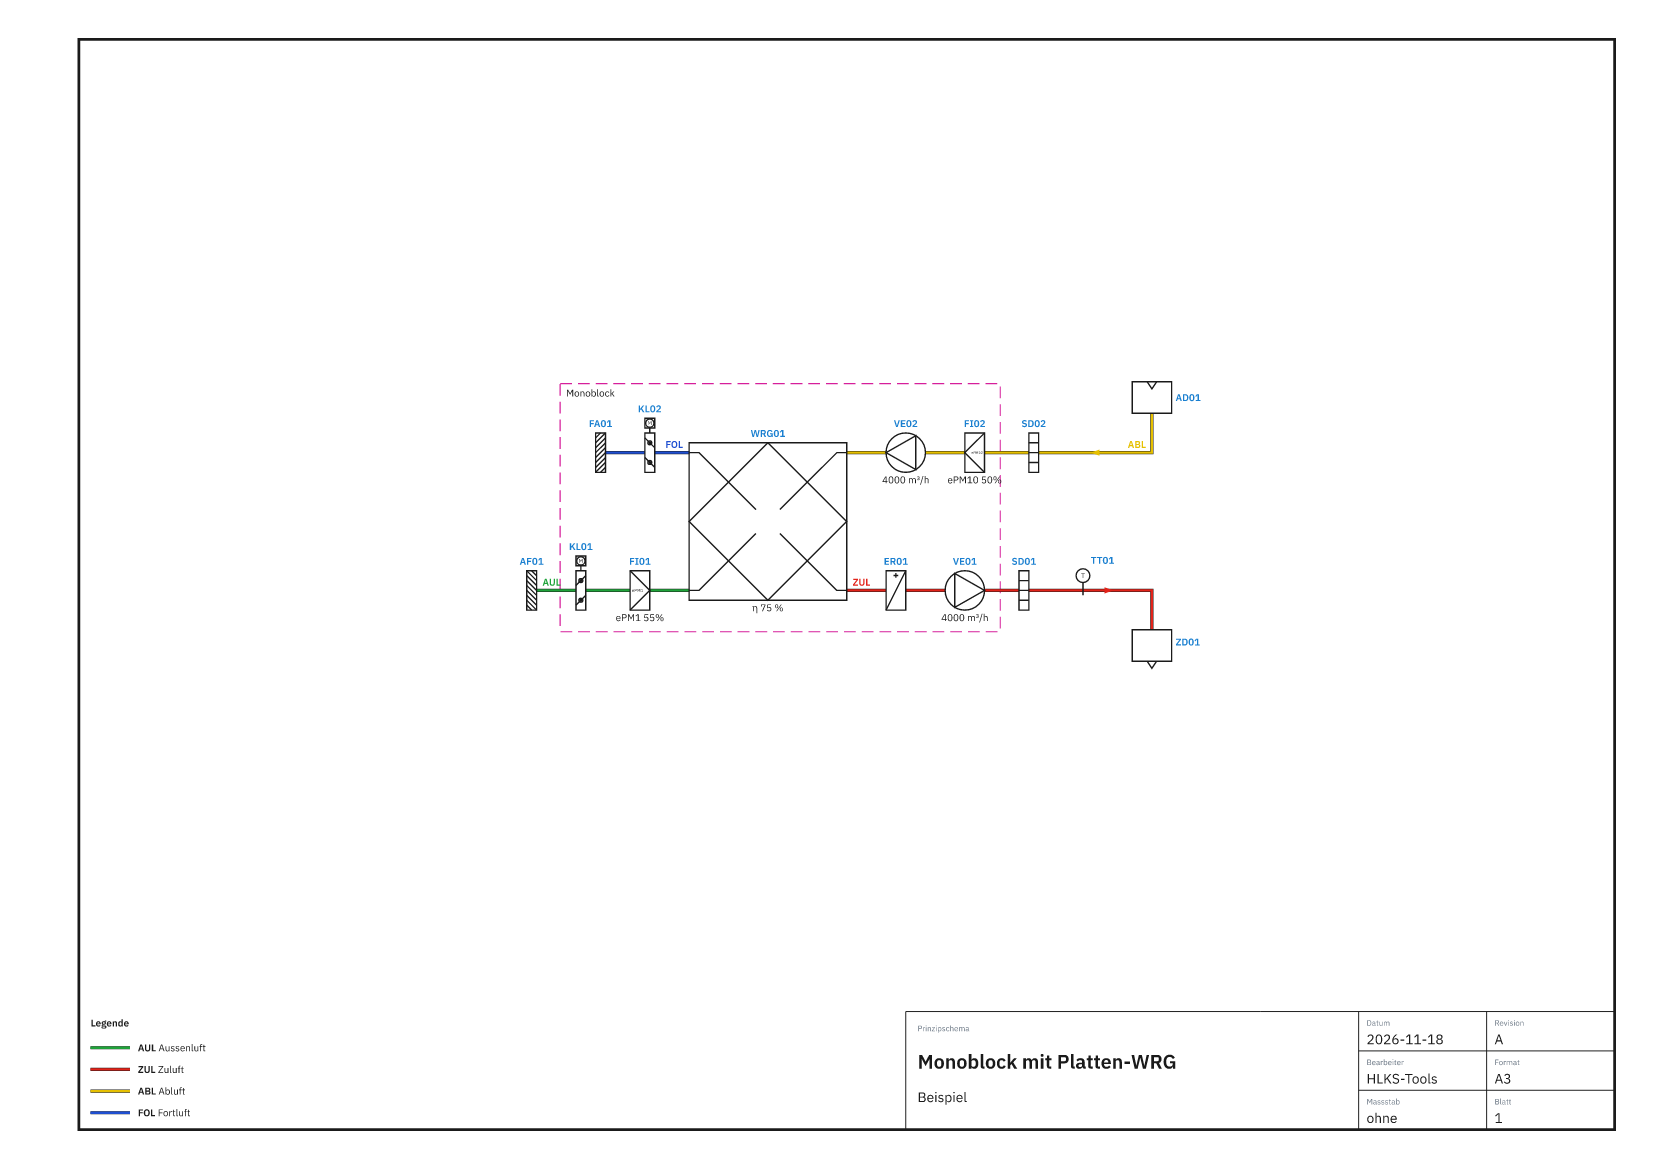 Monoblock
KL02
FA01
FOL
WRG01
VE02
FI02
SD02
AD01
ABL
4000 m³/h
ePM10 50%
AF01
AUL
KL01
FI01
ePM1 55%
η 75 %
ZUL
ER01
VE01
SD01
TT01
T
4000 m³/h
ZD01
Legende
AUL Aussenluft
ZUL Zuluft
ABL Abluft
FOL Fortluft
Prinzipschema
Monoblock mit Platten-WRG
Beispiel
Datum
2026-11-18
Revision
A
Bearbeiter
HLKS-Tools
Format
A3
Massstab
ohne
Blatt
1